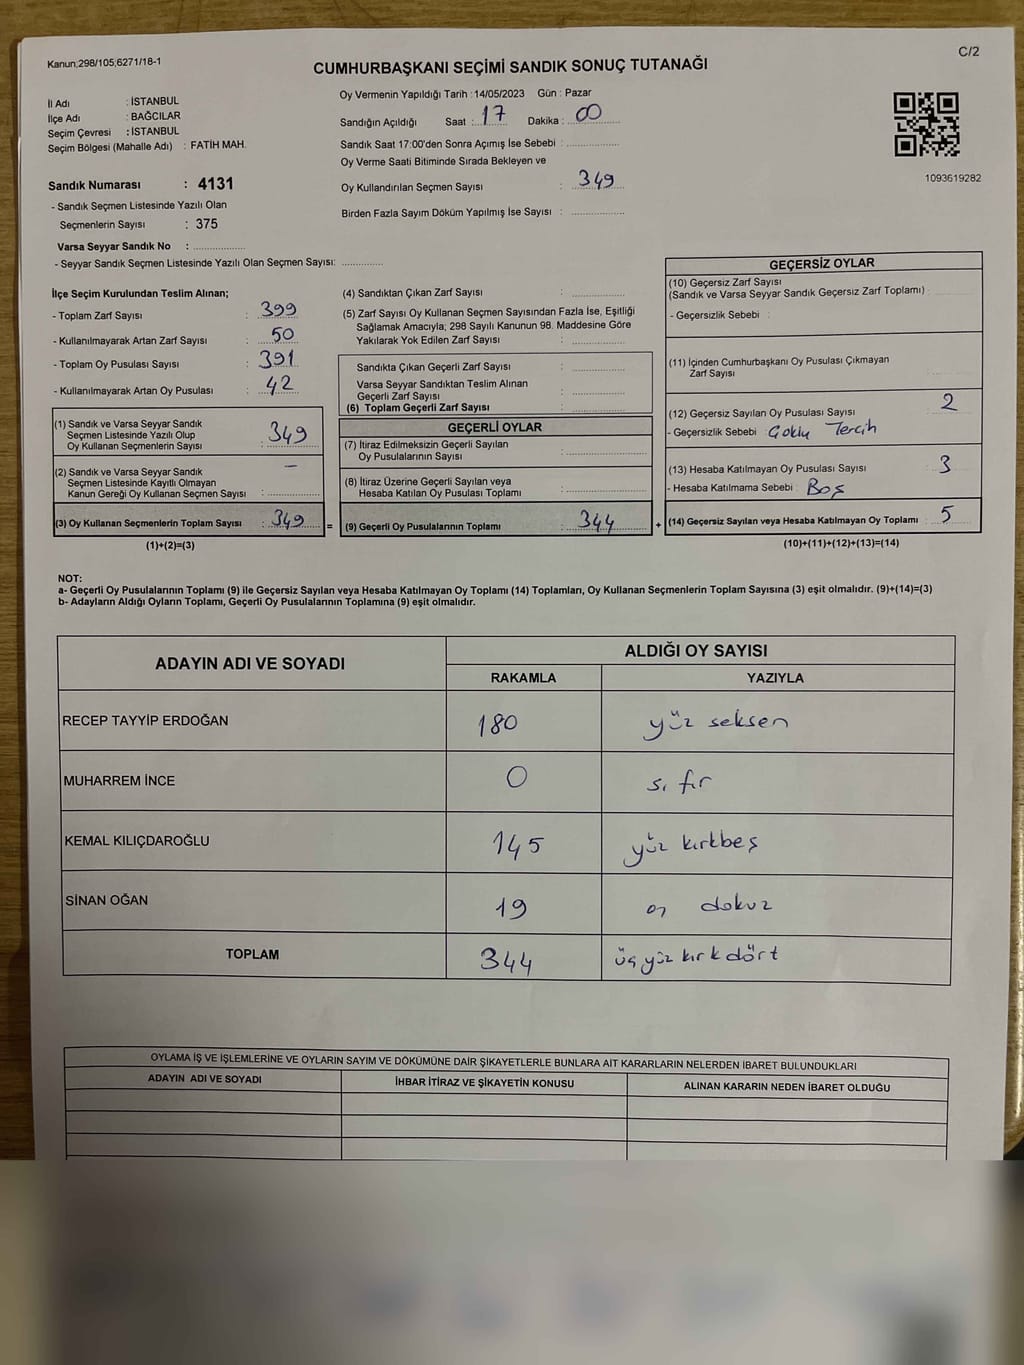 Kanun;298/105;6271/18-1
C/2
CUMHURBAŞKANI SEÇİMİ SANDIK SONUÇ TUTANAĞI
İl Adı : İSTANBUL
İlçe Adı : BAĞCILAR
Seçim Çevresi : İSTANBUL
Seçim Bölgesi (Mahalle Adı) : FATİH MAH.
Sandık Numarası : 4131
- Sandık Seçmen Listesinde Yazılı Olan
Seçmenlerin Sayısı : 375
Varsa Seyyar Sandık No : ....................
- Seyyar Sandık Seçmen Listesinde Yazılı Olan Seçmen Sayısı: ................
Oy Vermenin Yapıldığı Tarih : 14/05/2023 Gün : Pazar
Sandığın Açıldığı Saat : 17 Dakika : 00
Sandık Saat 17:00'den Sonra Açımış İse Sebebi : ....................
Oy Verme Saati Bitiminde Sırada Bekleyen ve
Oy Kullandırılan Seçmen Sayısı : 349
Birden Fazla Sayım Döküm Yapılmış İse Sayısı : ....................
1093619282
İlçe Seçim Kurulundan Teslim Alınan;
- Toplam Zarf Sayısı : 399
- Kullanılmayarak Artan Zarf Sayısı : 50
- Toplam Oy Pusulası Sayısı : 391
- Kullanılmayarak Artan Oy Pusulası : 42
(1) Sandık ve Varsa Seyyar Sandık
Seçmen Listesinde Yazılı Olup
Oy Kullanan Seçmenlerin Sayısı : 349
(2) Sandık ve Varsa Seyyar Sandık
Seçmen Listesinde Kayıtlı Olmayan
Kanun Gereği Oy Kullanan Seçmen Sayısı : –
(3) Oy Kullanan Seçmenlerin Toplam Sayısı : 349 =
(1)+(2)=(3)
(4) Sandıktan Çıkan Zarf Sayısı : ....................
(5) Zarf Sayısı Oy Kullanan Seçmen Sayısından Fazla İse, Eşitliği
Sağlamak Amacıyla; 298 Sayılı Kanunun 98. Maddesine Göre
Yakılarak Yok Edilen Zarf Sayısı : ....................
Sandıkta Çıkan Geçerli Zarf Sayısı : ....................
Varsa Seyyar Sandıktan Teslim Alınan
Geçerli Zarf Sayısı : ....................
(6) Toplam Geçerli Zarf Sayısı : ....................
GEÇERLİ OYLAR
(7) İtiraz Edilmeksizin Geçerli Sayılan
Oy Pusulalarının Sayısı : ....................
(8) İtiraz Üzerine Geçerli Sayılan veya
Hesaba Katılan Oy Pusulası Toplamı : ....................
(9) Geçerli Oy Pusulalarının Toplamı : 344 +
GEÇERSİZ OYLAR
(10) Geçersiz Zarf Sayısı
(Sandık ve Varsa Seyyar Sandık Geçersiz Zarf Toplamı) :
- Geçersizlik Sebebi :
(11) İçinden Cumhurbaşkanı Oy Pusulası Çıkmayan
Zarf Sayısı :
(12) Geçersiz Sayılan Oy Pusulası Sayısı : 2
- Geçersizlik Sebebi : Çoklu Tercih
(13) Hesaba Katılmayan Oy Pusulası Sayısı : 3
- Hesaba Katılmama Sebebi : Boş
(14) Geçersiz Sayılan veya Hesaba Katılmayan Oy Toplamı : 5
(10)+(11)+(12)+(13)=(14)
NOT:
a- Geçerli Oy Pusulalarının Toplamı (9) ile Geçersiz Sayılan veya Hesaba Katılmayan Oy Toplamı (14) Toplamları, Oy Kullanan Seçmenlerin Toplam Sayısına (3) eşit olmalıdır. (9)+(14)=(3)
b- Adayların Aldığı Oyların Toplamı, Geçerli Oy Pusulalarının Toplamına (9) eşit olmalıdır.
ADAYIN ADI VE SOYADI
ALDIĞI OY SAYISI
RAKAMLA YAZIYLA
RECEP TAYYİP ERDOĞAN 180 yüz seksen
MUHARREM İNCE 0 sıfır
KEMAL KILIÇDAROĞLU 145 yüz kırkbeş
SİNAN OĞAN 19 on dokuz
TOPLAM 344 üçyüz kırk dört
OYLAMA İŞ VE İŞLEMLERİNE VE OYLARIN SAYIM VE DÖKÜMÜNE DAİR ŞİKAYETLERLE BUNLARA AİT KARARLARIN NELERDEN İBARET BULUNDUKLARI
ADAYIN ADI VE SOYADI İHBAR İTİRAZ VE ŞİKAYETİN KONUSU ALINAN KARARIN NEDEN İBARET OLDUĞU